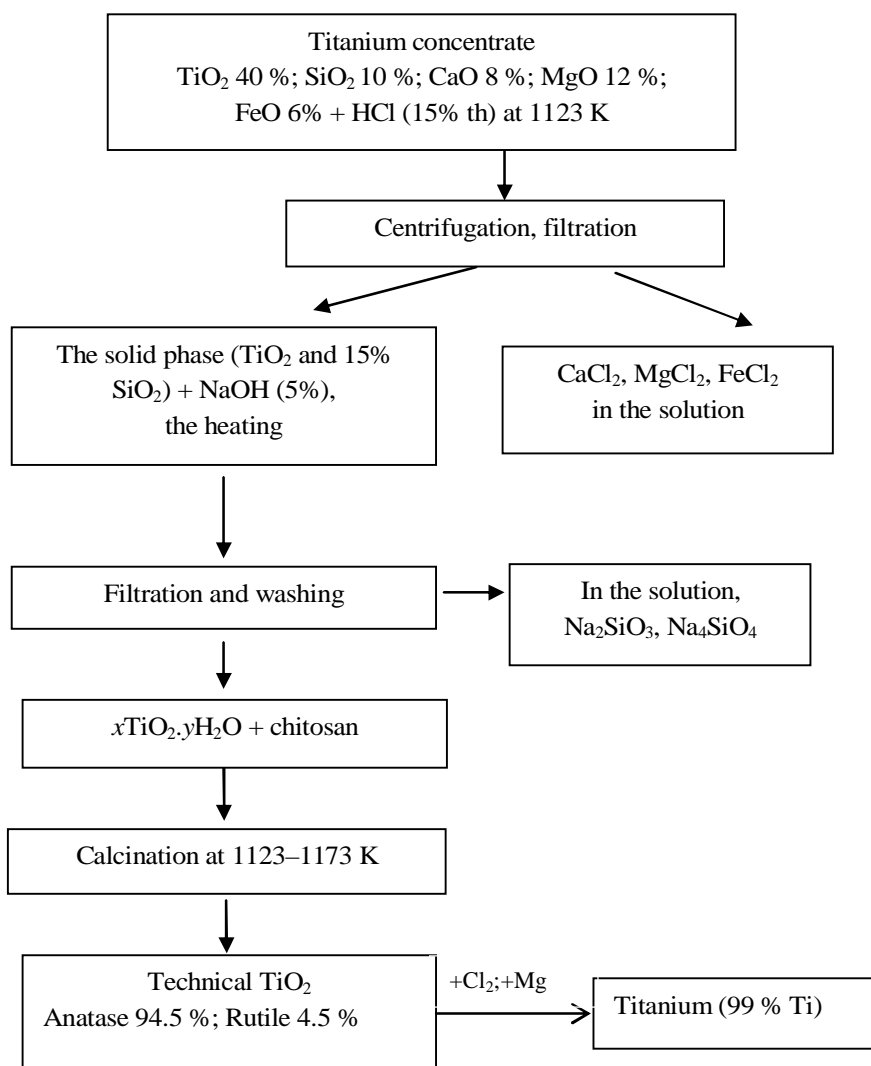 Titanium concentrate
TiO₂ 40 %; SiO₂ 10 %; CaO 8 %; MgO 12 %;
FeO 6% + HCl (15% th) at 1123 K
Centrifugation, filtration
The solid phase (TiO₂ and 15%
SiO₂) + NaOH (5%),
the heating
CaCl₂, MgCl₂, FeCl₂
in the solution
Filtration and washing
In the solution,
Na₂SiO₃, Na₄SiO₄
xTiO₂.yH₂O + chitosan
Calcination at 1123–1173 K
Technical TiO₂
Anatase 94.5 %; Rutile 4.5 %
+Cl₂;+Mg
Titanium (99 % Ti)